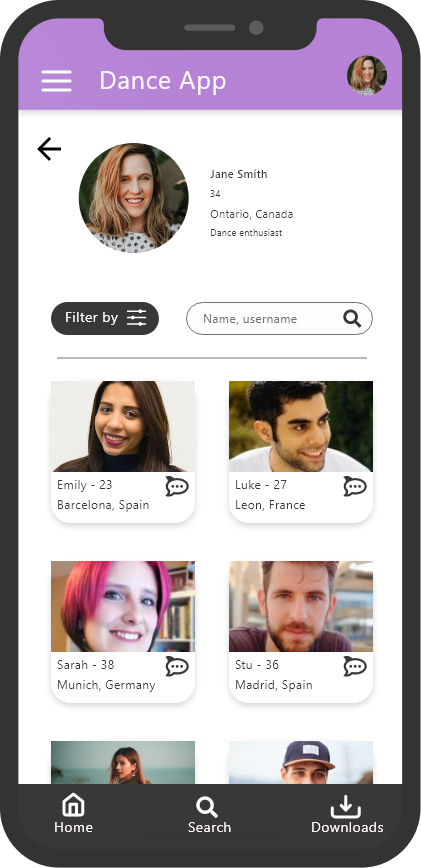 Dance App
Jane Smith
34
Ontario, Canada
Dance enthusiast
Filter by
Name, username
Emily - 23
Barcelona, Spain
Luke - 27
Leon, France
Sarah - 38
Munich, Germany
Stu - 36
Madrid, Spain
Home
Search
Downloads